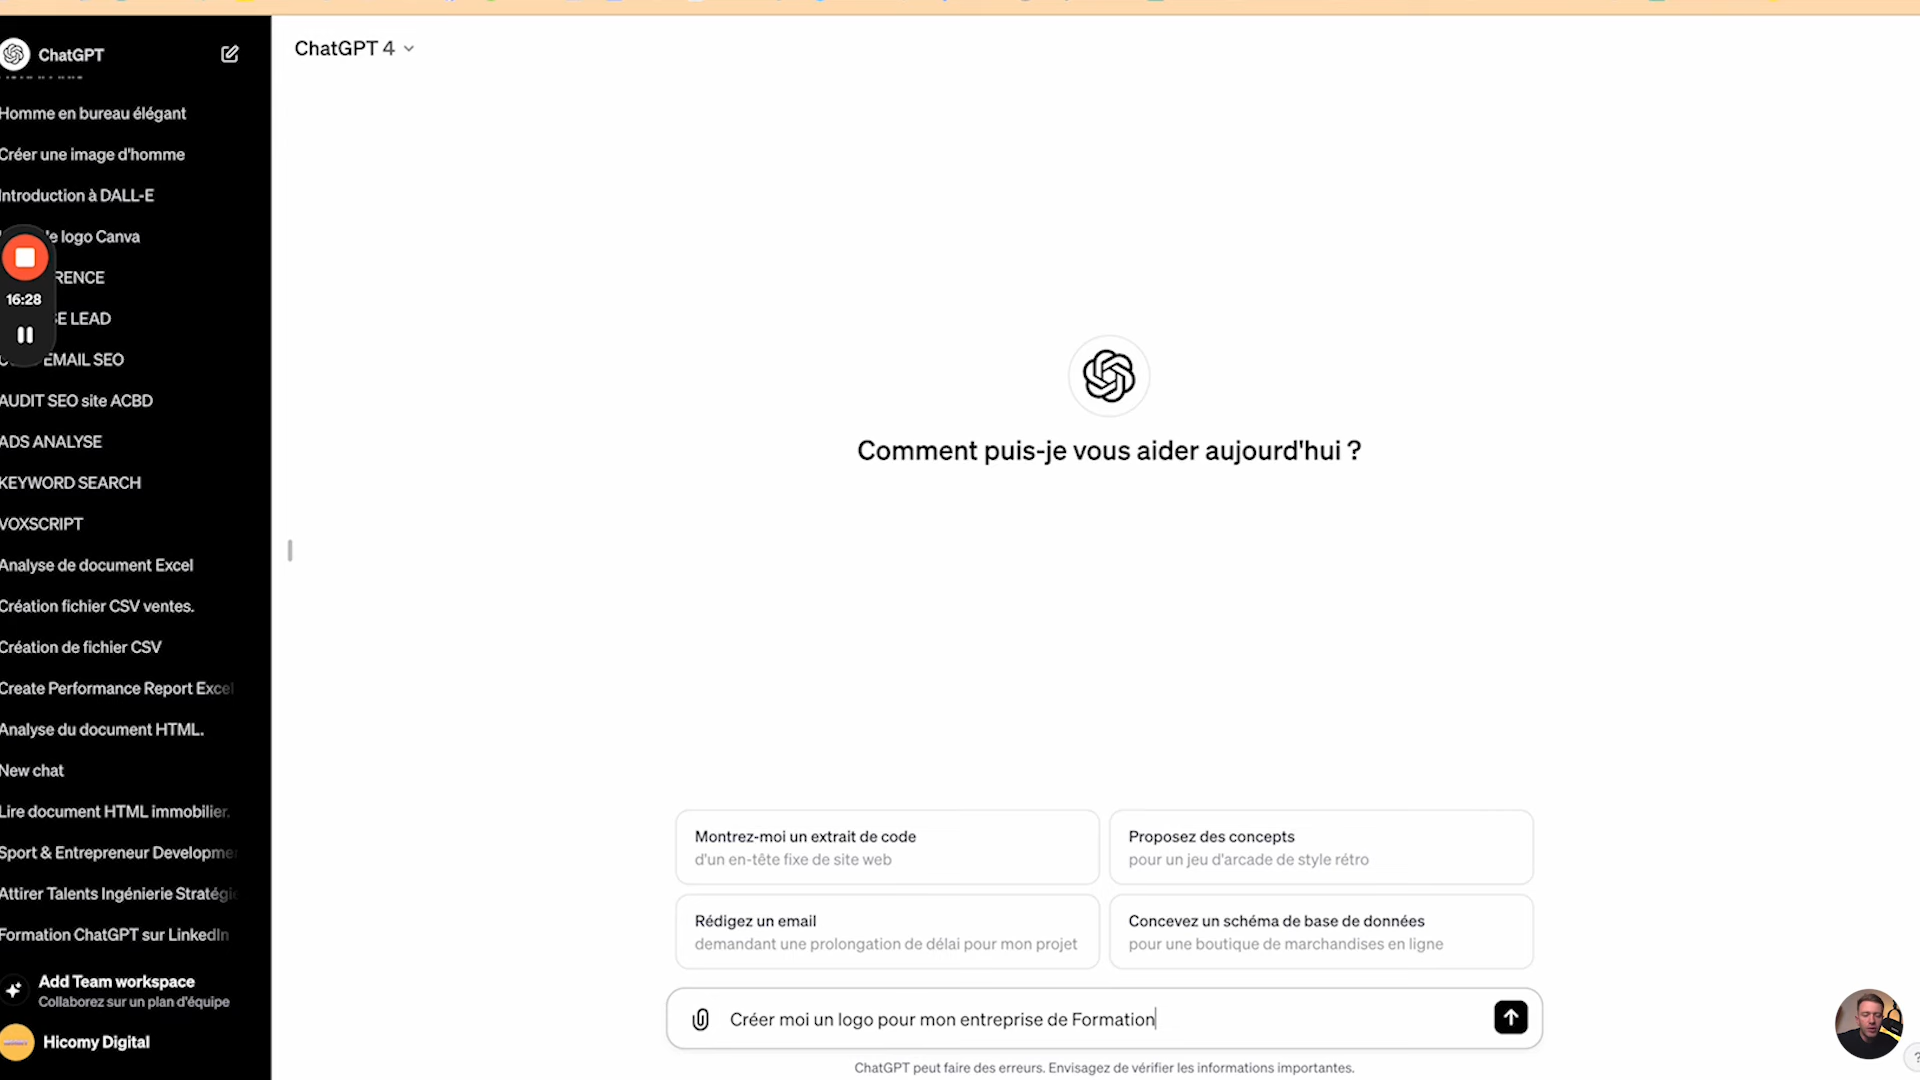 ChatGPT
Homme en bureau élégant
Créer une image d'homme
Introduction à DALL-E
logo Canva
16:28
LEAD
EMAIL SEO
AUDIT SEO site ACBD
ADS ANALYSE
KEYWORD SEARCH
VOXSCRIPT
Analyse de document Excel
Création fichier CSV ventes.
Création de fichier CSV
Create Performance Report Excel
Analyse du document HTML.
New chat
Lire document HTML immobilier.
Sport & Entrepreneur
Attirer Talents Ingénierie
Formation ChatGPT sur LinkedIn
Add Team workspace
Collaborez sur un plan d'équipe
Hicomy Digital
ChatGPT 4
Comment puis-je vous aider aujourd'hui ?
Montrez-moi un extrait de code
d'un en-tête fixe de site web
Proposez des concepts
pour un jeu d'arcade de style rétro
Rédigez un email
demandant une prolongation de délai pour mon projet
Concevez un schéma de base de données
pour une boutique de marchandises en ligne
Créer moi un logo pour mon entreprise de Formation
ChatGPT peut faire des erreurs. Envisagez de vérifier les informations importantes.
?